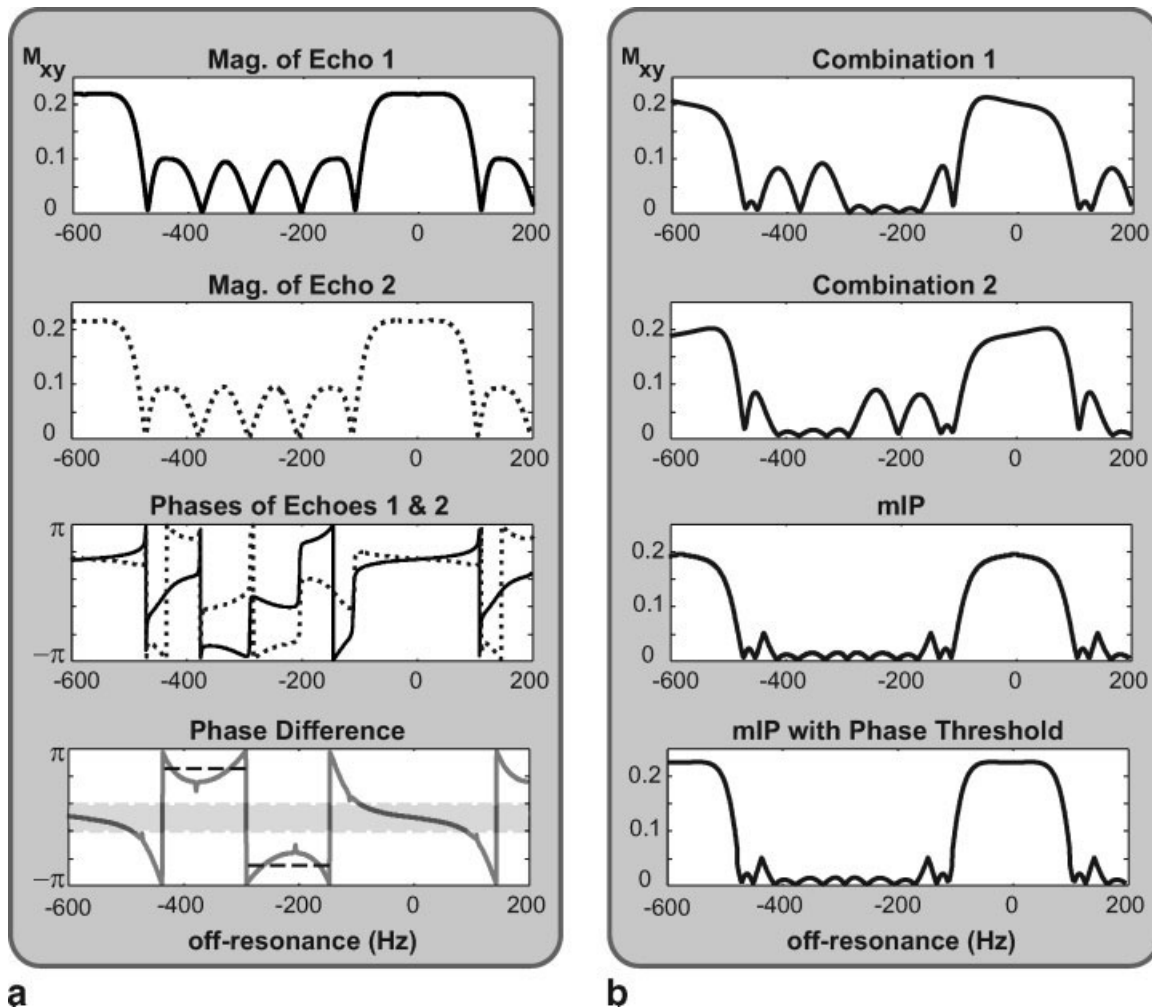 Mag. of Echo 1
Mxy
0.2
0.1
0
-600 -400 -200 0 200
Mag. of Echo 2
0.2
0.1
0
-600 -400 -200 0 200
Phases of Echoes 1 & 2
π
−π
-600 -400 -200 0 200
Phase Difference
π
−π
-600 -400 -200 0 200
off-resonance (Hz)
a
Combination 1
Mxy
0.2
0.1
0
-600 -400 -200 0 200
Combination 2
0.2
0.1
0
-600 -400 -200 0 200
mIP
0.2
0.1
0
-600 -400 -200 0 200
mIP with Phase Threshold
0.2
0.1
0
-600 -400 -200 0 200
off-resonance (Hz)
b